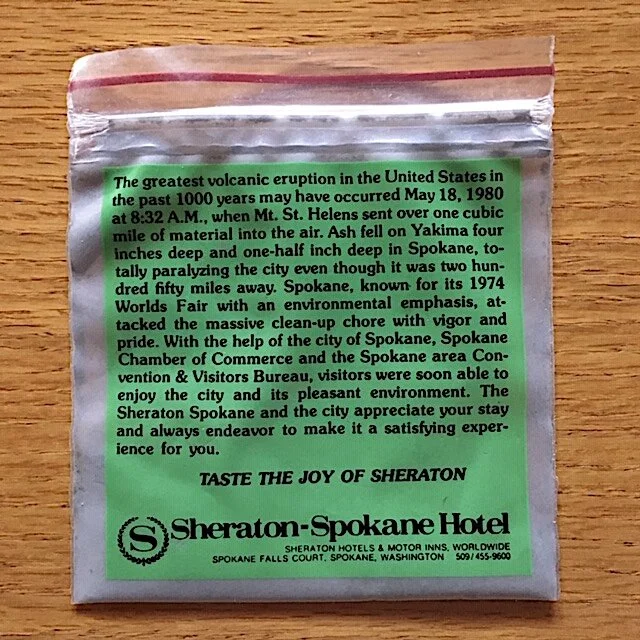 The greatest volcanic eruption in the United States in
the past 1000 years may have occurred May 18, 1980
at 8:32 A.M., when Mt. St. Helens sent over one cubic
mile of material into the air. Ash fell on Yakima four
inches deep and one-half inch deep in Spokane, to-
tally paralyzing the city even though it was two hun-
dred fifty miles away. Spokane, known for its 1974
Worlds Fair with an environmental emphasis, at-
tacked the massive clean-up chore with vigor and
pride. With the help of the city of Spokane, Spokane
Chamber of Commerce and the Spokane area Con-
vention & Visitors Bureau, visitors were soon able to
enjoy the city and its pleasant environment. The
Sheraton Spokane and the city appreciate your stay
and always endeavor to make it a satisfying exper-
ience for you.
TASTE THE JOY OF SHERATON
S Sheraton-Spokane Hotel
SHERATON HOTELS & MOTOR INNS, WORLDWIDE
SPOKANE FALLS COURT, SPOKANE, WASHINGTON 509/455-9600